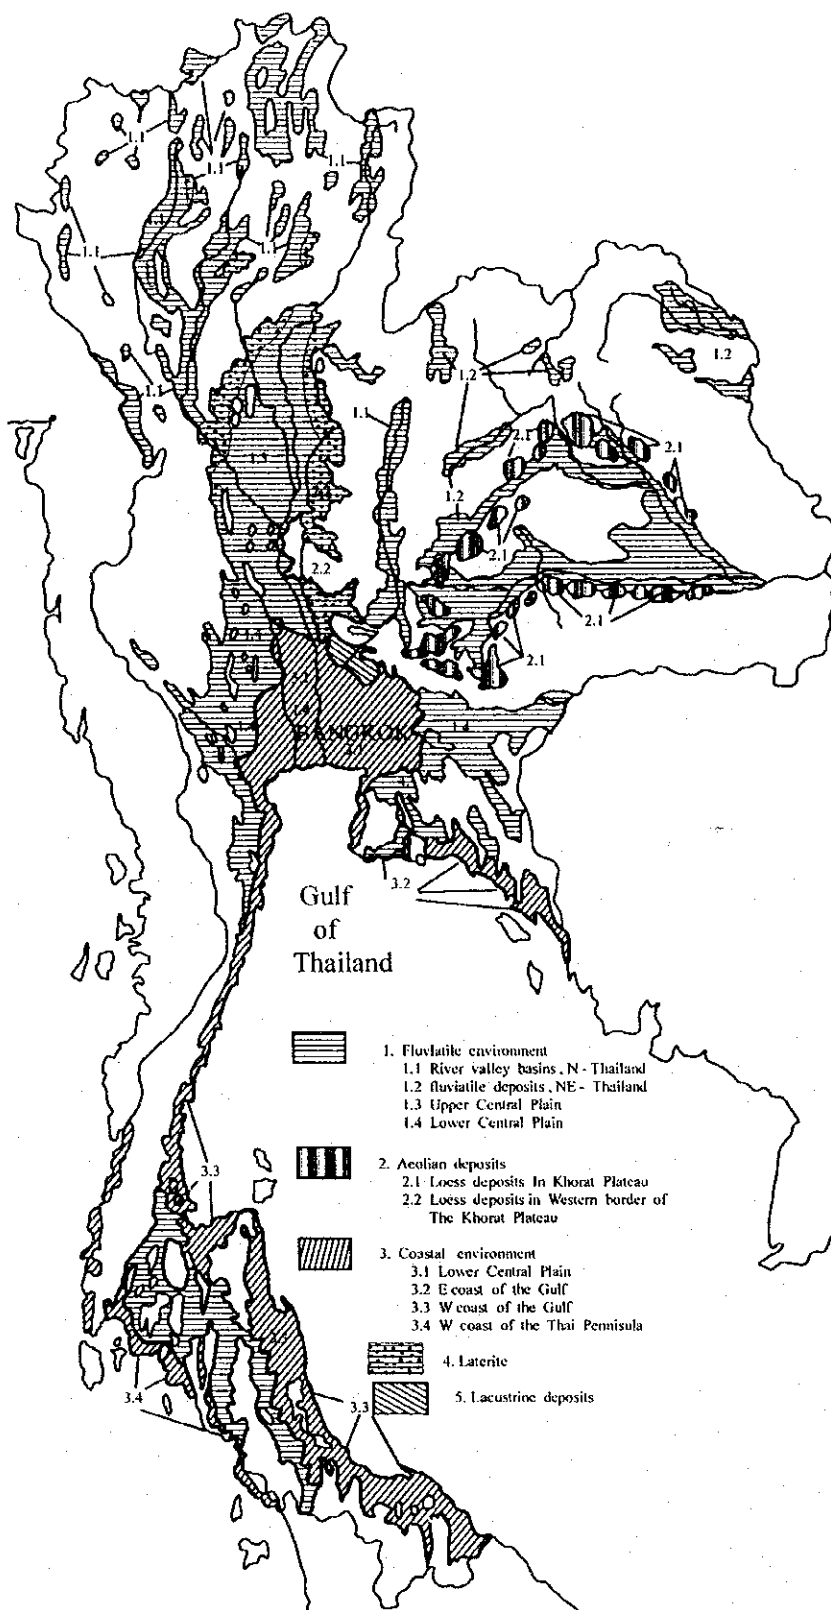 1.1
1.1
1.1
1.1
1.1
1.1
1.2
1.2
1.1
2.1
2.1
1.3
1.2
2.1
2.2
2.1
2.1
1.4
BANGKOK
3.2
Gulf
of
Thailand
1. Fluviatile environment
1.1 River valley basins, N - Thailand
1.2 fluviatile deposits, NE - Thailand
1.3 Upper Central Plain
1.4 Lower Central Plain
3.3
2. Aeolian deposits
2.1 Loess deposits In Khorat Plateau
2.2 Loess deposits in Western border of
The Khorat Plateau
3. Coastal environment
3.1 Lower Central Plain
3.2 E coast of the Gulf
3.3 W coast of the Gulf
3.4 W coast of the Thai Pennisula
4. Laterite
3.4
3.3
5. Lacustrine deposits